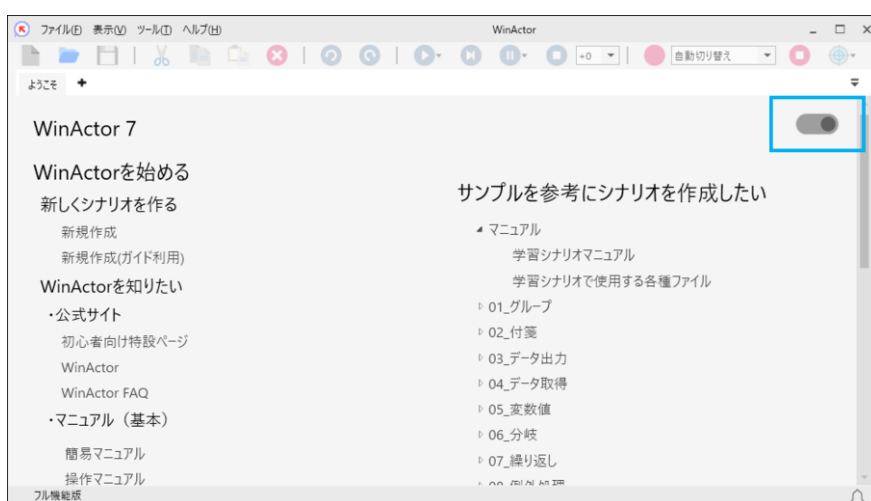 ファイル(F) 表示(V) ツール(T) ヘルプ(H)
WinActor
+0
自動切り替え
ようこそ
WinActor 7
WinActorを始める
新しくシナリオを作る
新規作成
新規作成(ガイド利用)
WinActorを知りたい
・公式サイト
初心者向け特設ページ
WinActor
WinActor FAQ
・マニュアル（基本）
簡易マニュアル
操作マニュアル
サンプルを参考にシナリオを作成したい
マニュアル
学習シナリオマニュアル
学習シナリオで使用する各種ファイル
01_グループ
02_付箋
03_データ出力
04_データ取得
05_変数値
06_分岐
07_繰り返し
08_例外処理
フル機能版